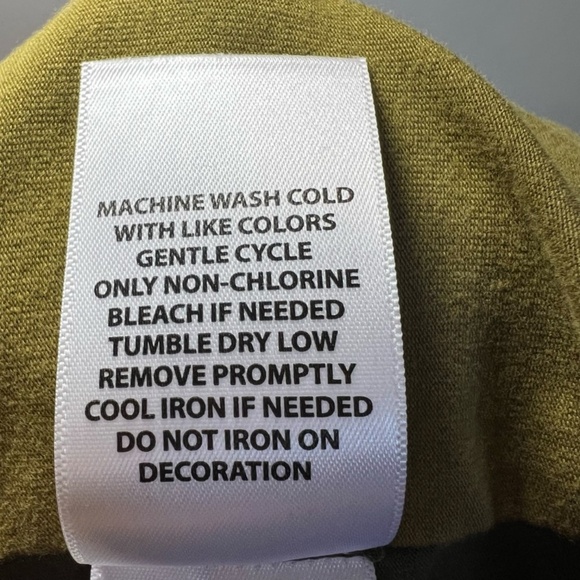 MACHINE WASH COLD
WITH LIKE COLORS
GENTLE CYCLE
ONLY NON-CHLORINE
BLEACH IF NEEDED
TUMBLE DRY LOW
REMOVE PROMPTLY
COOL IRON IF NEEDED
DO NOT IRON ON
DECORATION